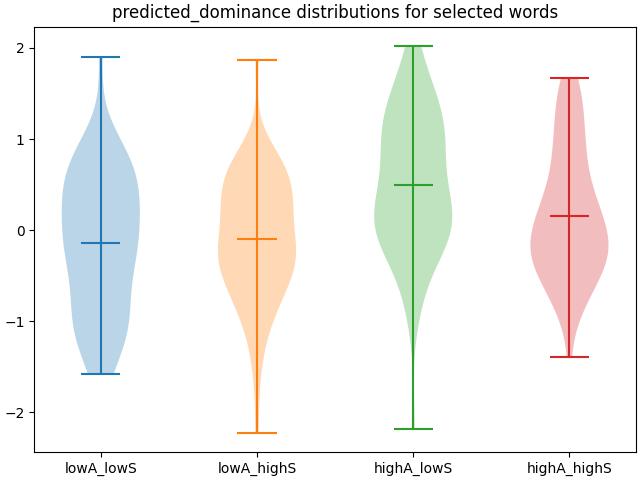 predicted_dominance distributions for selected words
2
1
0
−1
−2
lowA_lowS
lowA_highS
highA_lowS
highA_highS